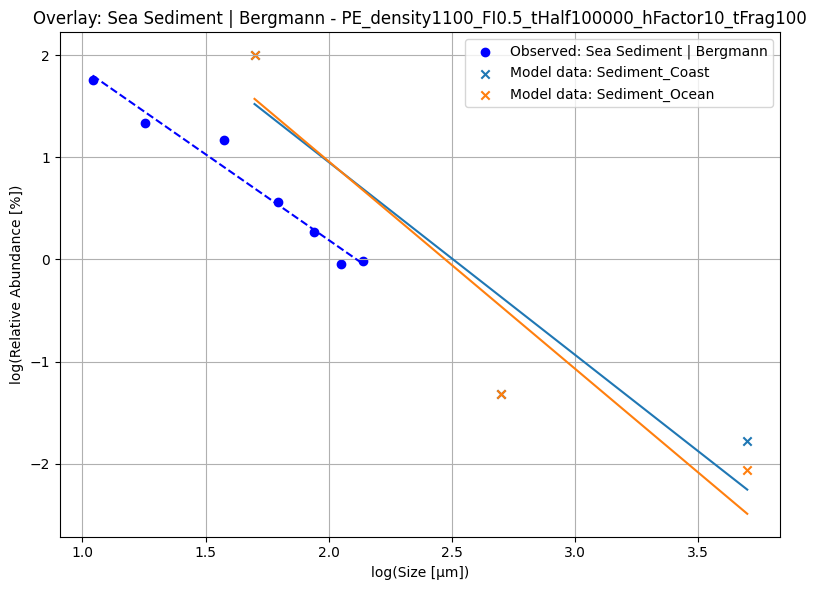 Overlay: Sea Sediment | Bergmann - PE_density1100_FI0.5_tHalf100000_hFactor10_tFrag100
Observed: Sea Sediment | Bergmann
Model data: Sediment_Coast
Model data: Sediment_Ocean
log(Relative Abundance [%])
2
1
0
−1
−2
1.0 1.5 2.0 2.5 3.0 3.5
log(Size [µm])